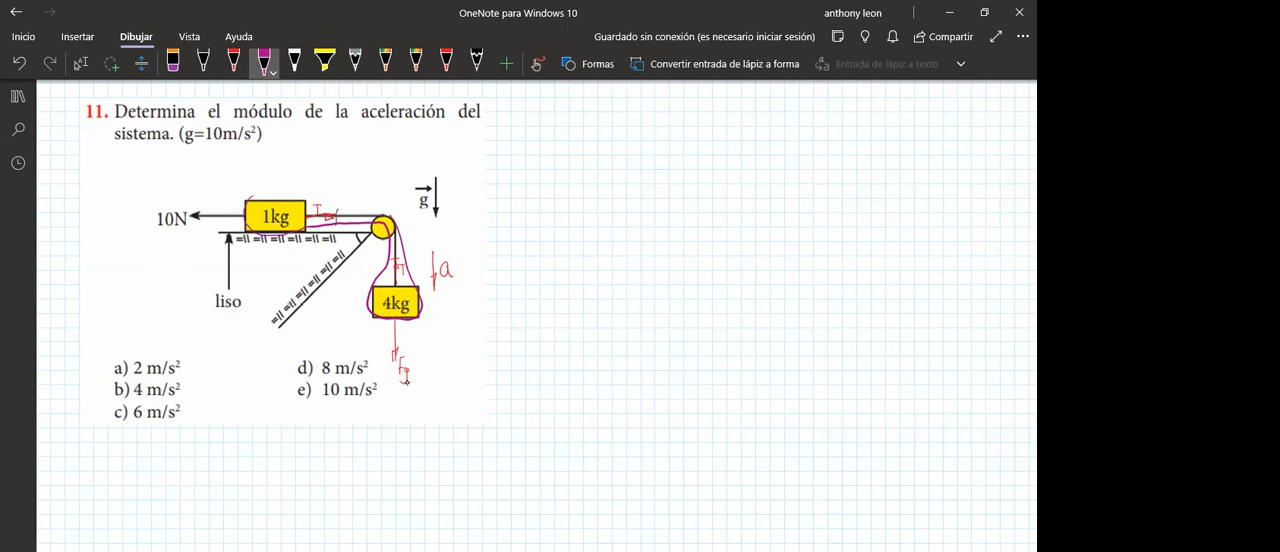 OneNote para Windows 10
anthony leon
Inicio Insertar Dibujar Vista Ayuda
Guardado sin conexión (es necesario iniciar sesión) Compartir
Formas Convertir entrada de lápiz a forma Entrada de lápiz a texto
11. Determina el módulo de la aceleración del
sistema. (g=10m/s²)
g
10N 1kg T
T a
liso 4kg
Fg
a) 2 m/s² d) 8 m/s²
b) 4 m/s² e) 10 m/s²
c) 6 m/s²